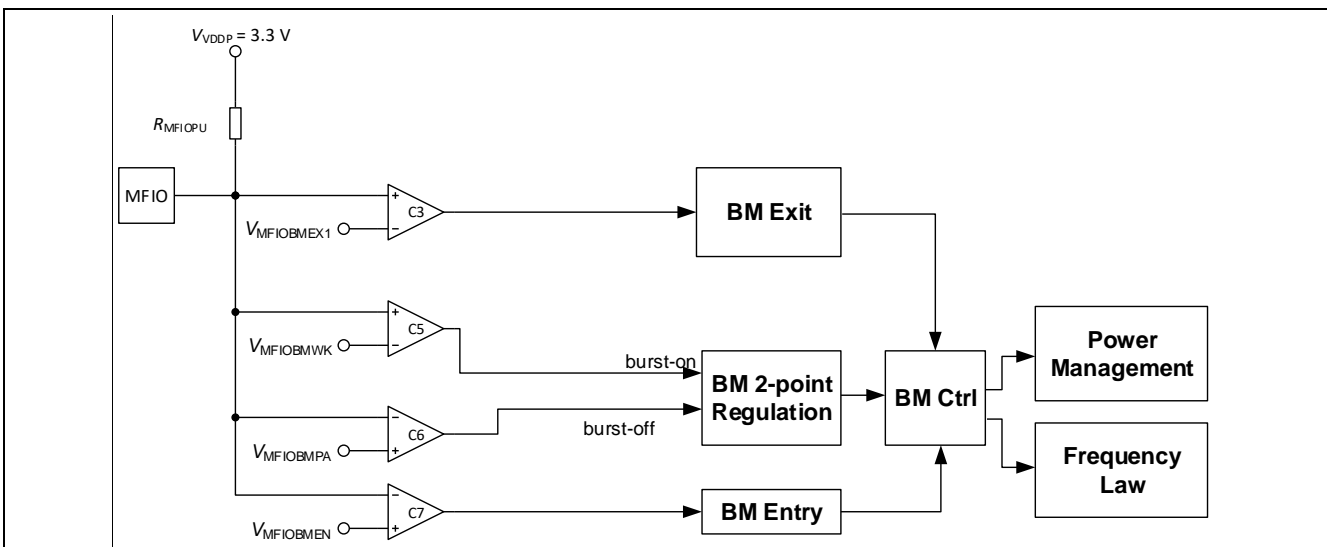 VVDDP = 3.3 V
RMFIOPU
MFIO
+
C3
−
VMFIOBMEX1
BM Exit
+
C5
−
VMFIOBMWK
burst-on
BM 2-point
Regulation
BM Ctrl
Power
Management
−
C6
+
VMFIOBMPA
burst-off
Frequency
Law
−
C7
+
VMFIOBMEN
BM Entry